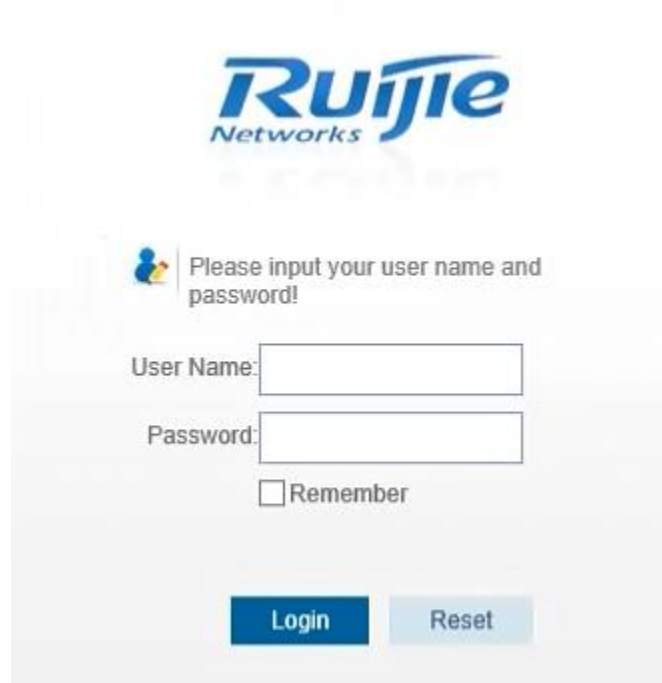 Ruijie
Networks
Please input your user name and
password!
User Name:
Password:
Remember
Login
Reset